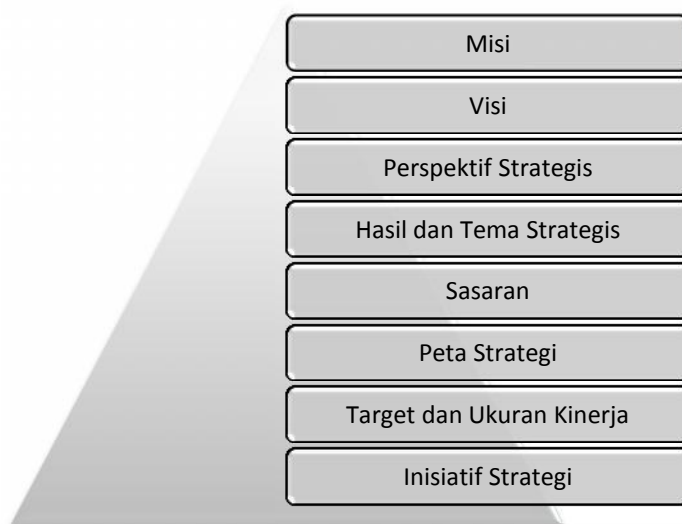 Misi
Visi
Perspektif Strategis
Hasil dan Tema Strategis
Sasaran
Peta Strategi
Target dan Ukuran Kinerja
Inisiatif Strategi